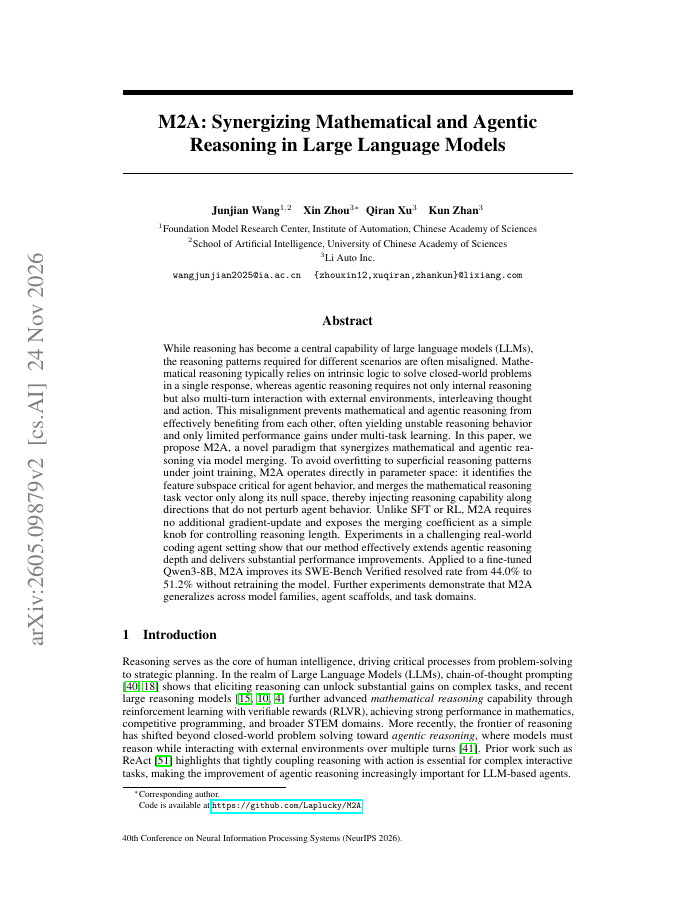 arXiv:2605.09879v2 [cs.AI] 24 Nov 2026
M2A: Synergizing Mathematical and Agentic
Reasoning in Large Language Models
Junjian Wang1,2 Xin Zhou3∗ Qiran Xu3 Kun Zhan3
1Foundation Model Research Center, Institute of Automation, Chinese Academy of Sciences
2School of Artificial Intelligence, University of Chinese Academy of Sciences
3Li Auto Inc.
wangjunjian2025@ia.ac.cn {zhouxin12,xuqiran,zhankun}@lixiang.com
Abstract
While reasoning has become a central capability of large language models (LLMs),
the reasoning patterns required for different scenarios are often misaligned. Mathe-
matical reasoning typically relies on intrinsic logic to solve closed-world problems
in a single response, whereas agentic reasoning requires not only internal reasoning
but also multi-turn interaction with external environments, interleaving thought
and action. This misalignment prevents mathematical and agentic reasoning from
effectively benefiting from each other, often yielding unstable reasoning behavior
and only limited performance gains under multi-task learning. In this paper, we
propose M2A, a novel paradigm that synergizes mathematical and agentic rea-
soning via model merging. To avoid overfitting to superficial reasoning patterns
under joint training, M2A operates directly in parameter space: it identifies the
feature subspace critical for agent behavior, and merges the mathematical reasoning
task vector only along its null space, thereby injecting reasoning capability along
directions that do not perturb agent behavior. Unlike SFT or RL, M2A requires
no additional gradient-update and exposes the merging coefficient as a simple
knob for controlling reasoning length. Experiments in a challenging real-world
coding agent setting show that our method effectively extends agentic reasoning
depth and delivers substantial performance improvements. Applied to a fine-tuned
Qwen3-8B, M2A improves its SWE-Bench Verified resolved rate from 44.0% to
51.2% without retraining the model. Further experiments demonstrate that M2A
generalizes across model families, agent scaffolds, and task domains.
1 Introduction
Reasoning serves as the core of human intelligence, driving critical processes from problem-solving
to strategic planning. In the realm of Large Language Models (LLMs), chain-of-thought prompting
[40, 18] shows that eliciting reasoning can unlock substantial gains on complex tasks, and recent
large reasoning models [15, 10, 4] further advanced mathematical reasoning capability through
reinforcement learning with verifiable rewards (RLVR), achieving strong performance in mathematics,
competitive programming, and broader STEM domains. More recently, the frontier of reasoning
has shifted beyond closed-world problem solving toward agentic reasoning, where models must
reason while interacting with external environments over multiple turns [41]. Prior work such as
ReAct [51] highlights that tightly coupling reasoning with action is essential for complex interactive
tasks, making the improvement of agentic reasoning increasingly important for LLM-based agents.
∗Corresponding author.
Code is available at https://github.com/Laplucky/M2A
40th Conference on Neural Information Processing Systems (NeurIPS 2026).